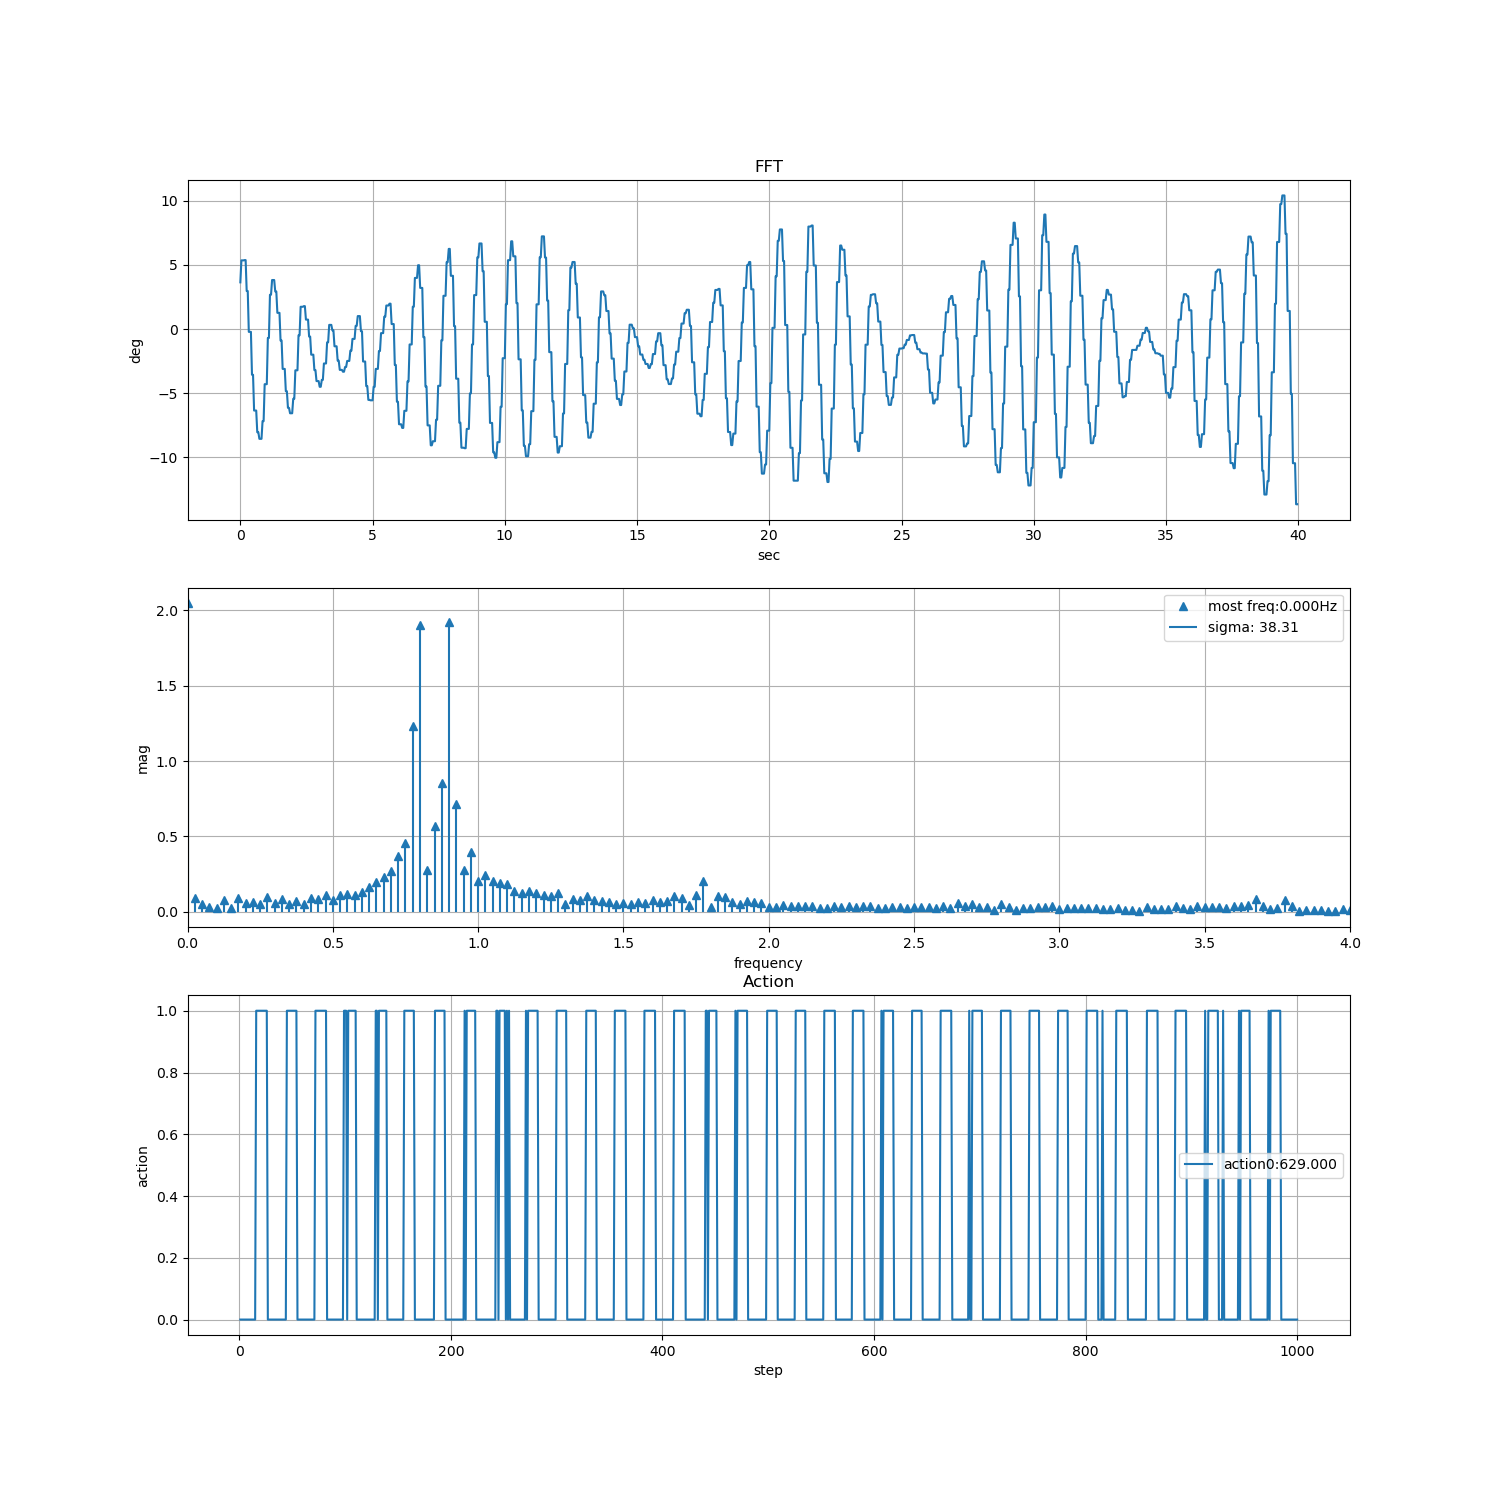 FFT
10
5
0
−5
−10
deg
0 5 10 15 20 25 30 35 40
sec
most freq:0.000Hz
sigma: 38.31
2.0
1.5
1.0
0.5
0.0
mag
0.0 0.5 1.0 1.5 2.0 2.5 3.0 3.5 4.0
frequency
Action
1.0
0.8
0.6
0.4
0.2
0.0
action
action0:629.000
0 200 400 600 800 1000
step